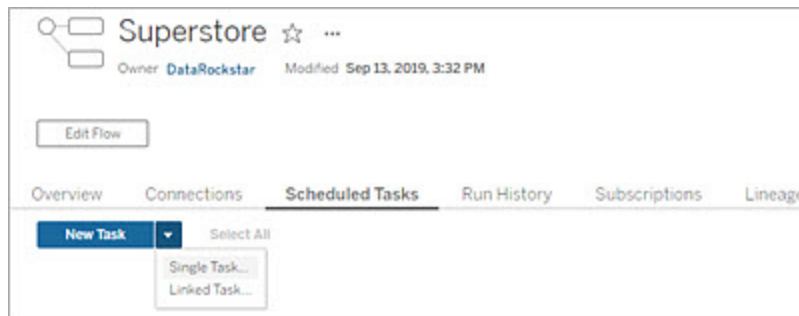 Superstore ...
Owner DataRockstar Modified Sep 13, 2019, 3:32 PM
Edit Flow
Overview Connections Scheduled Tasks Run History Subscriptions Lineage
New Task Select All
Single Task...
Linked Task...